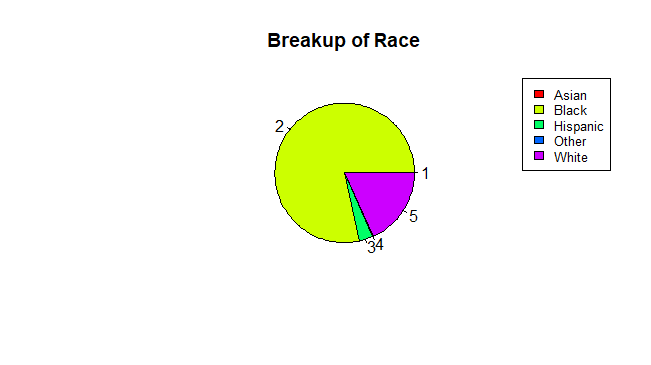 Breakup of Race
Asian
Black
Hispanic
Other
White
2
1
5
34